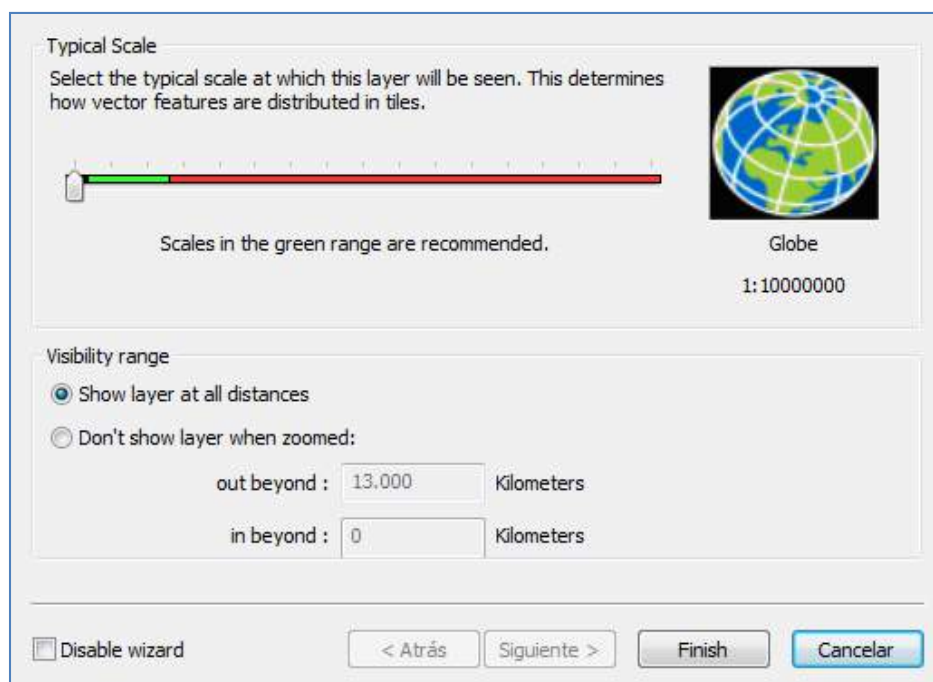 Typical Scale
Select the typical scale at which this layer will be seen. This determines
how vector features are distributed in tiles.
Scales in the green range are recommended.
Globe
1:10000000
Visibility range
Show layer at all distances
Don't show layer when zoomed:
out beyond : 13.000 Kilometers
in beyond : 0 Kilometers
Disable wizard
< Atrás
Siguiente >
Finish
Cancelar